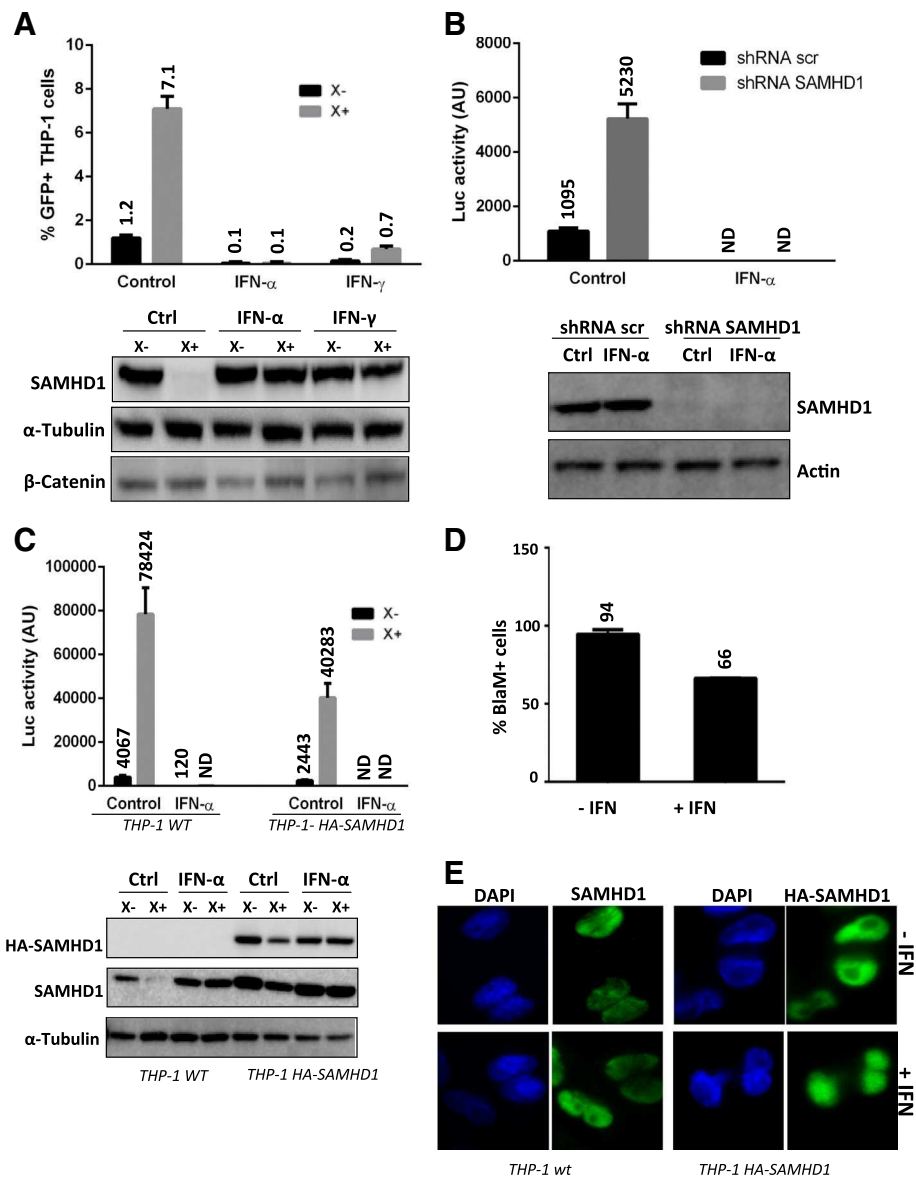 A
% GFP+ THP-1 cells
10
8
6
4
2
0
1.2
7.1
0.1
0.1
0.2
0.7
X-
X+
Control
IFN-α
IFN-γ
Ctrl
IFN-α
IFN-γ
X- X+ X- X+ X- X+
SAMHD1
α-Tubulin
β-Catenin
B
Luc activity (AU)
8000
6000
4000
2000
0
1095
5230
ND
ND
shRNA scr
shRNA SAMHD1
Control
IFN-α
shRNA scr shRNA SAMHD1
Ctrl IFN-α Ctrl IFN-α
SAMHD1
Actin
C
Luc activity (AU)
100000
80000
60000
40000
20000
0
4067
78424
120
ND
2443
40283
ND
ND
X-
X+
Control IFN-α Control IFN-α
THP-1 WT THP-1- HA-SAMHD1
Ctrl IFN-α Ctrl IFN-α
X- X+ X- X+ X- X+ X- X+
HA-SAMHD1
SAMHD1
α-Tubulin
THP-1 WT THP-1 HA-SAMHD1
D
% BlaM+ cells
150
100
50
0
94
66
- IFN + IFN
E
DAPI SAMHD1 DAPI HA-SAMHD1
- IFN
+ IFN
THP-1 wt THP-1 HA-SAMHD1